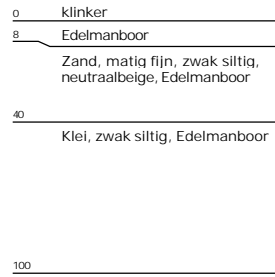 0 klinker
8 Edelmanboor
Zand, matig fijn, zwak siltig,
neutraalbeige, Edelmanboor
40
Klei, zwak siltig, Edelmanboor
100